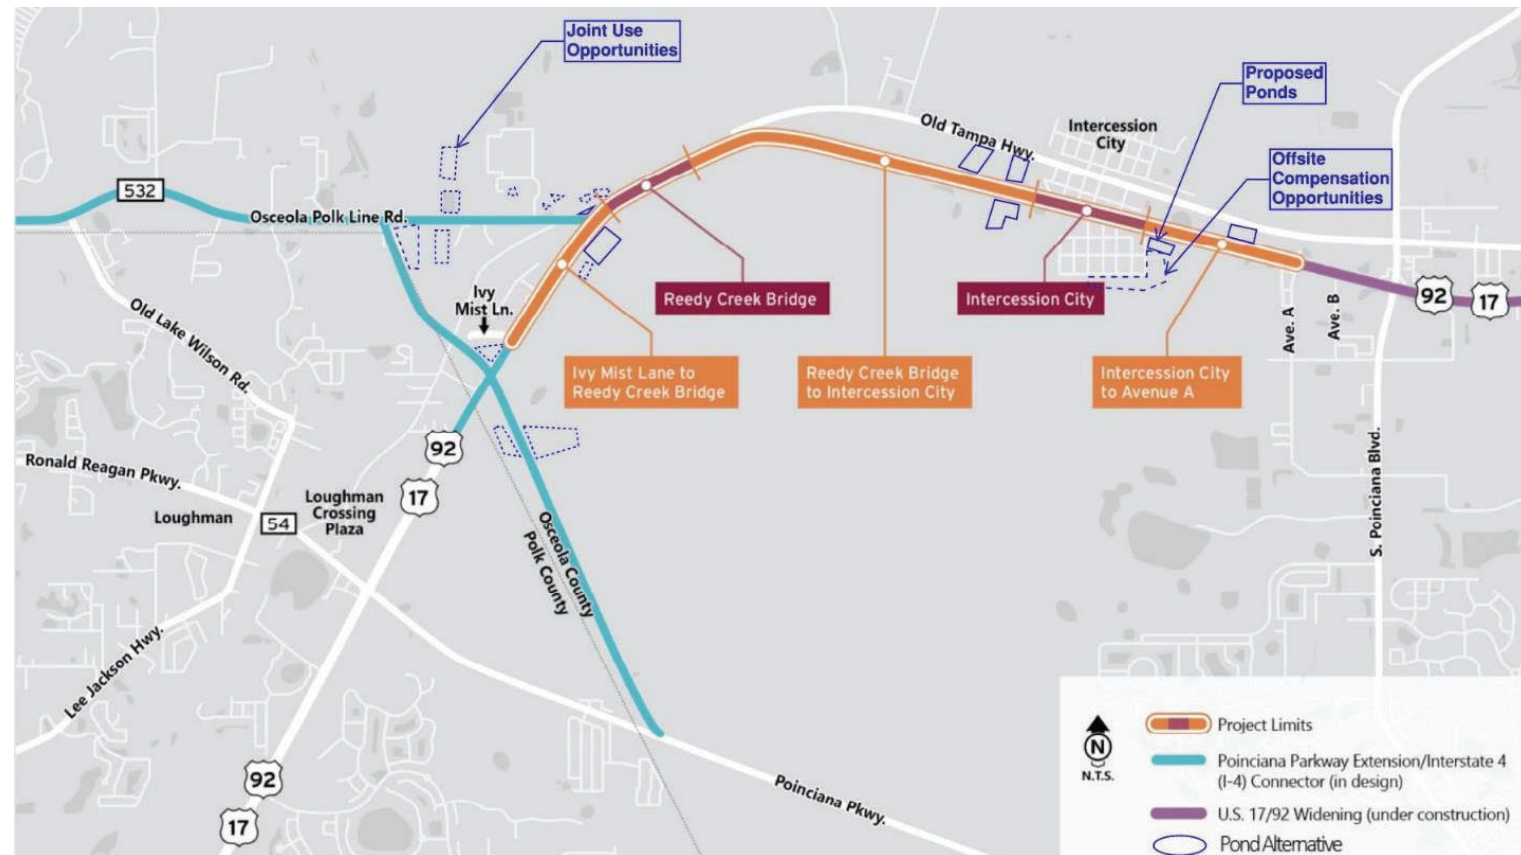 Joint Use
Opportunities
Proposed
Ponds
Old Tampa Hwy.
Intercession
City
Offsite
Compensation
Opportunities
532
Osceola Polk Line Rd.
Ivy
Mist Ln.
Reedy Creek Bridge
Intercession City
92
17
Ave. A
Ave. B
Old Lake Wilson Rd.
Ivy Mist Lane to
Reedy Creek Bridge
Reedy Creek Bridge
to Intercession City
Intercession City
to Avenue A
92
17
Ronald Reagan Pkwy.
Loughman
54
Loughman
Crossing
Plaza
Osceola County
Polk County
S. Poinciana Blvd.
Lee Jackson Hwy.
92
17
Poinciana Pkwy.
N
N.T.S.
Project Limits
Poinciana Parkway Extension/Interstate 4
(I-4) Connector (in design)
U.S. 17/92 Widening (under construction)
Pond Alternative